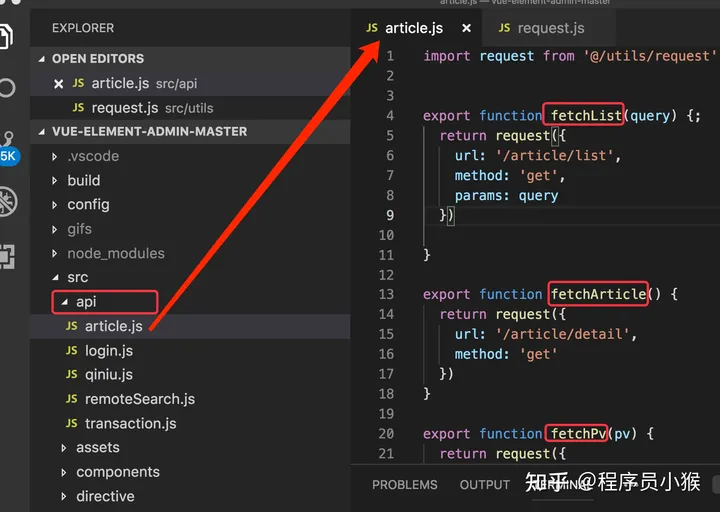 article.js — vue-element-admin-master
EXPLORER
OPEN EDITORS
JS article.js src/api
JS request.js src/utils
VUE-ELEMENT-ADMIN-MASTER
.vscode
build
config
gifs
node_modules
src
api
JS article.js
JS login.js
JS qiniu.js
JS remoteSearch.js
JS transaction.js
assets
components
directive
5K
JS article.js
JS request.js
1 import request from '@/utils/request'
2
3
4 export function fetchList(query) {;
5 return request({
6 url: '/article/list',
7 method: 'get',
8 params: query
9 })
10
11 }
12
13 export function fetchArticle() {
14 return request({
15 url: '/article/detail',
16 method: 'get'
17 })
18 }
19
20 export function fetchPv(pv) {
21 return request({
PROBLEMS OUTPUT TERMINAL
知乎 @程序员小猴